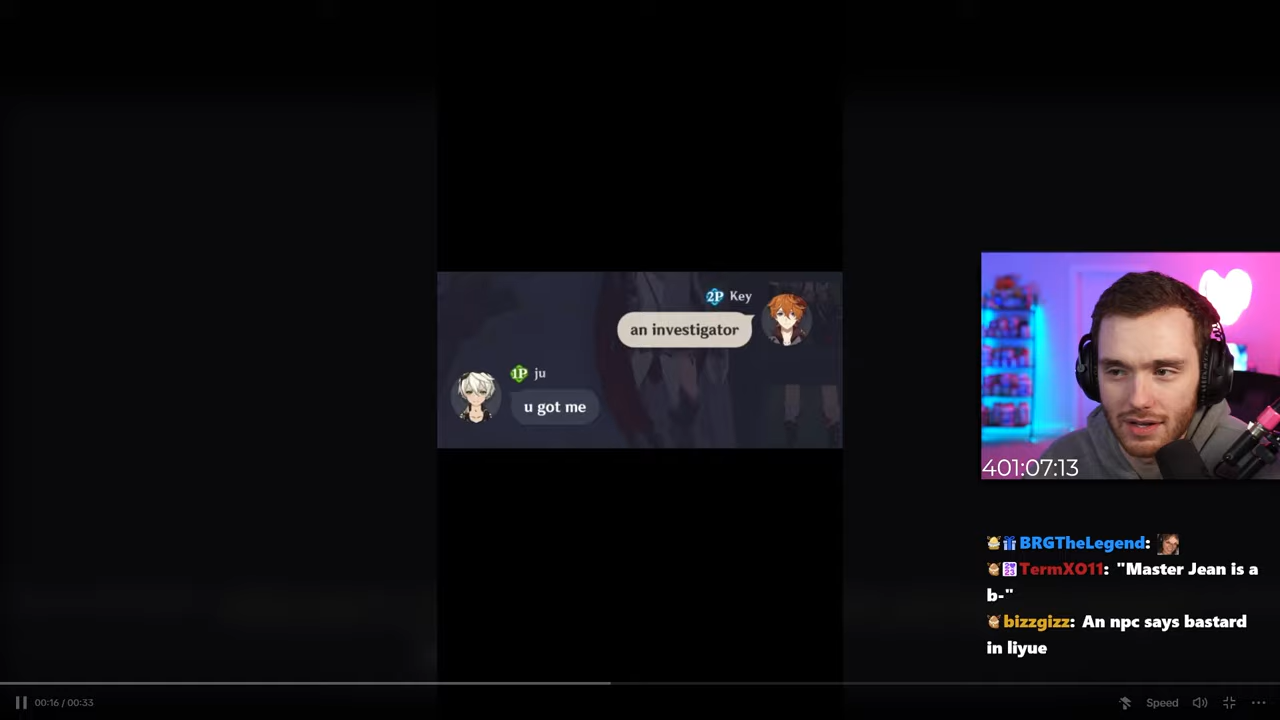 2P Key
an investigator
1P ju
u got me
401:07:13
BRGTheLegend:
TermXO11: "Master Jean is a
b-"
bizzgizz: An npc says bastard
in liyue
00:16 / 00:33
Speed